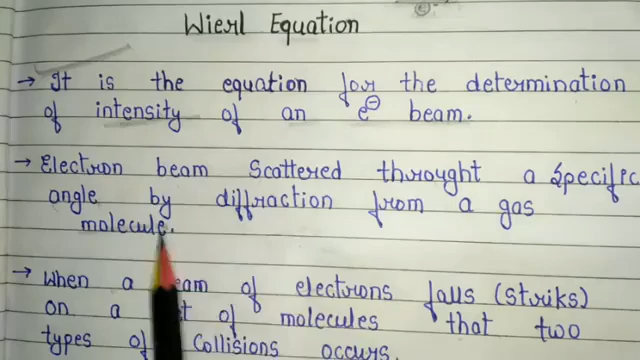 Wierl Equation
→ It is the equation for the determination
of intensity of an e⊖ beam.
→ Electron beam Scattered throught a Specific
angle by diffraction from a gas
molecule.
→ When a beam of electrons falls (striks)
on a of molecules that two
types of Collisions occurs.